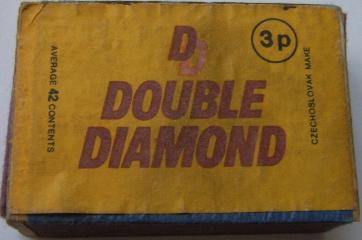 DD
3p
DOUBLE
DIAMOND
AVERAGE 42 CONTENTS
CZECHOSLOVAK MAKE